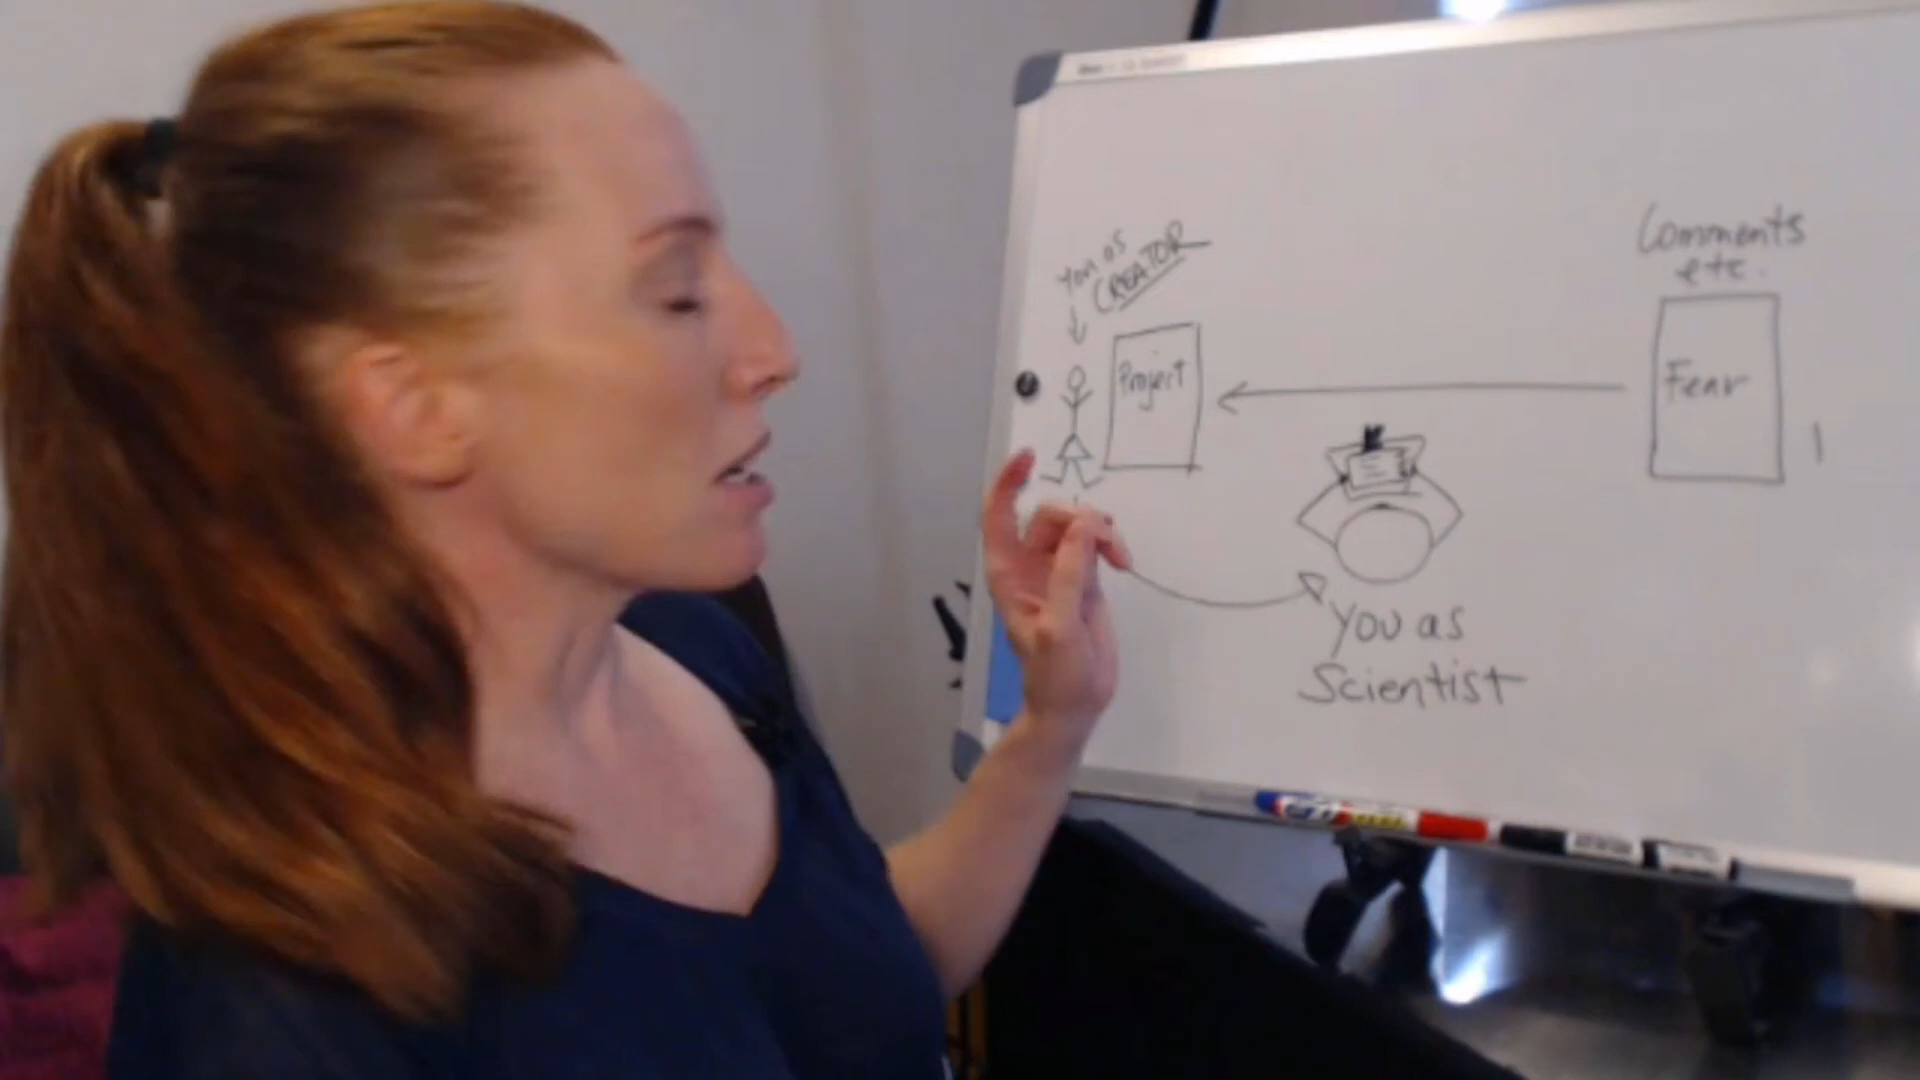 You as
CREATOR
Project
Comments
etc.
Fear
You as
Scientist